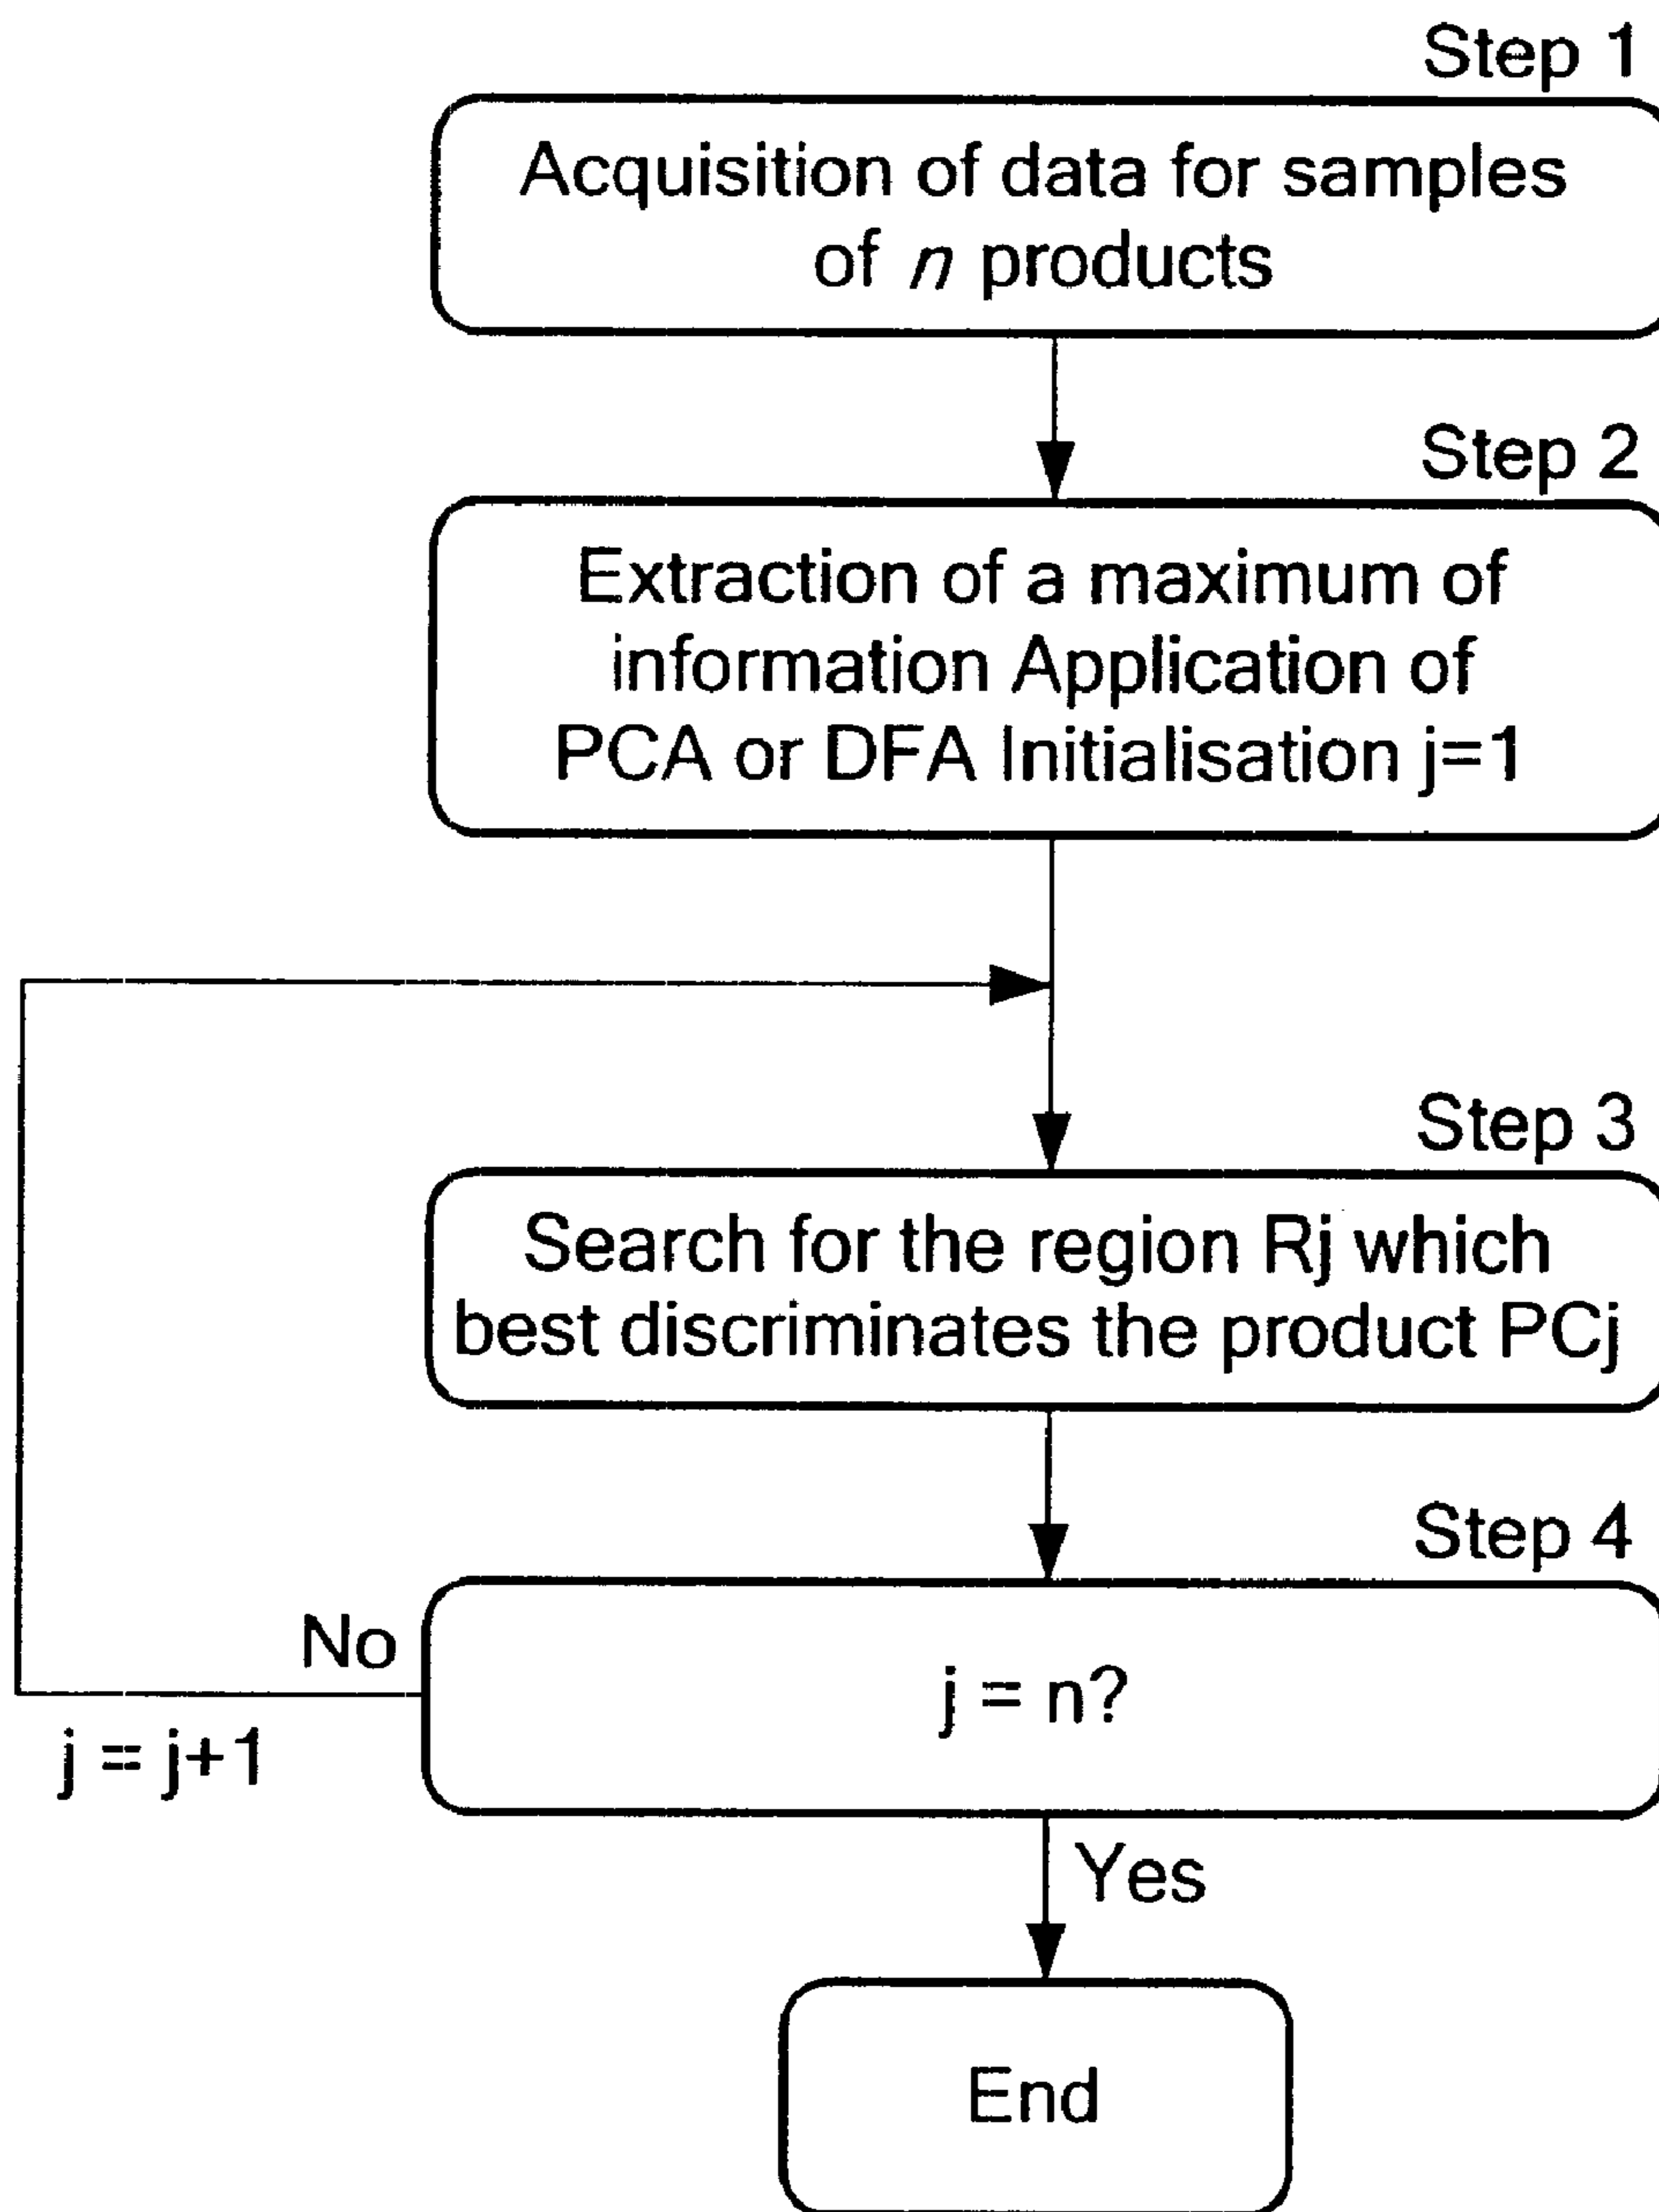 Step 1
Acquisition of data for samples
of n products
Step 2
Extraction of a maximum of
information Application of
PCA or DFA Initialisation j=1
Step 3
Search for the region Rj which
best discriminates the product PCj
Step 4
No
j = n?
j = j+1
Yes
End